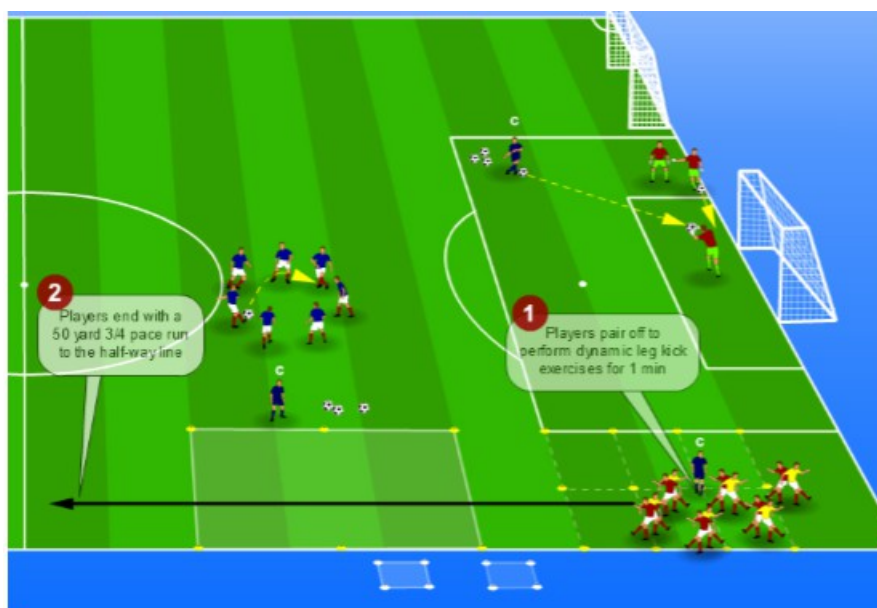 C
2
Players end with a
50 yard 3/4 pace run
to the half-way line
1
Players pair off to
perform dynamic leg kick
exercises for 1 min
C
C